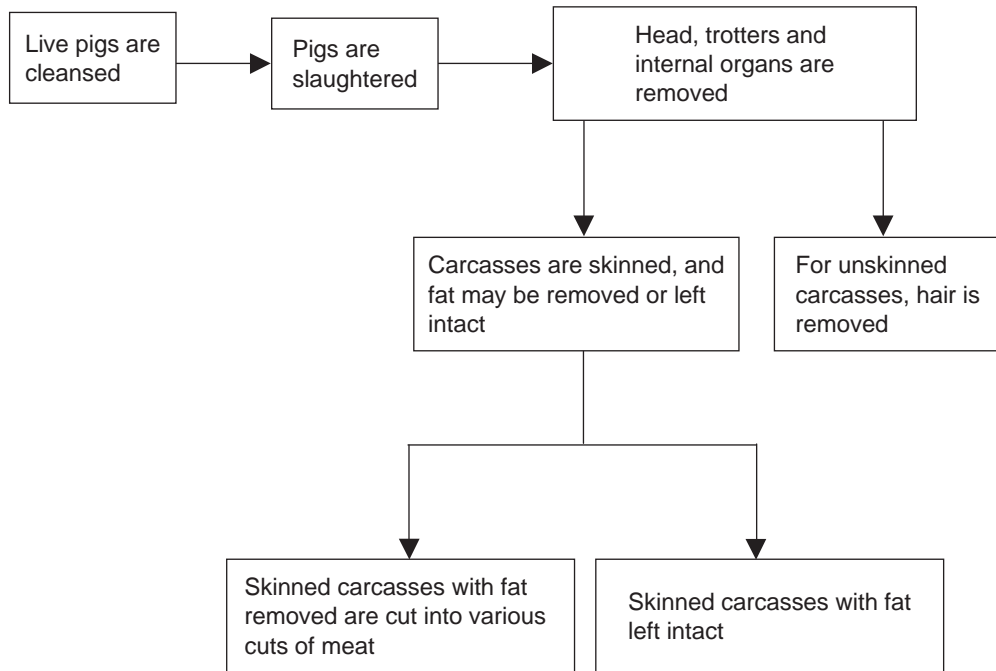 Live pigs are
cleansed
Pigs are
slaughtered
Head, trotters and
internal organs are
removed
Carcasses are skinned, and
fat may be removed or left
intact
For unskinned
carcasses, hair is
removed
Skinned carcasses with fat
removed are cut into various
cuts of meat
Skinned carcasses with fat
left intact